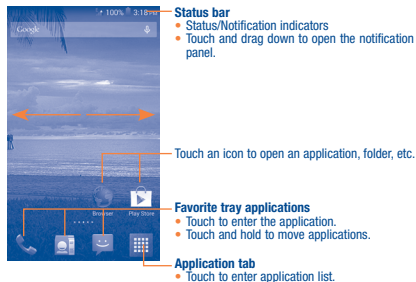 100% 3:18PM
Google
Status bar
• Status/Notification indicators
• Touch and drag down to open the notification
panel.
Touch an icon to open an application, folder, etc.
Browser Play Store
Favorite tray applications
• Touch to enter the application.
• Touch and hold to move applications.
Application tab
• Touch to enter application list.